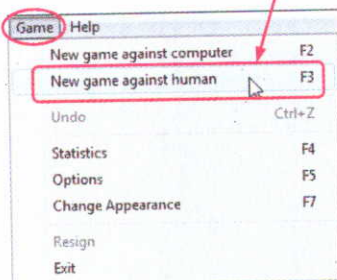 Game Help
New game against computer F2
New game against human F3
Undo Ctrl+Z
Statistics F4
Options F5
Change Appearance F7
Resign
Exit